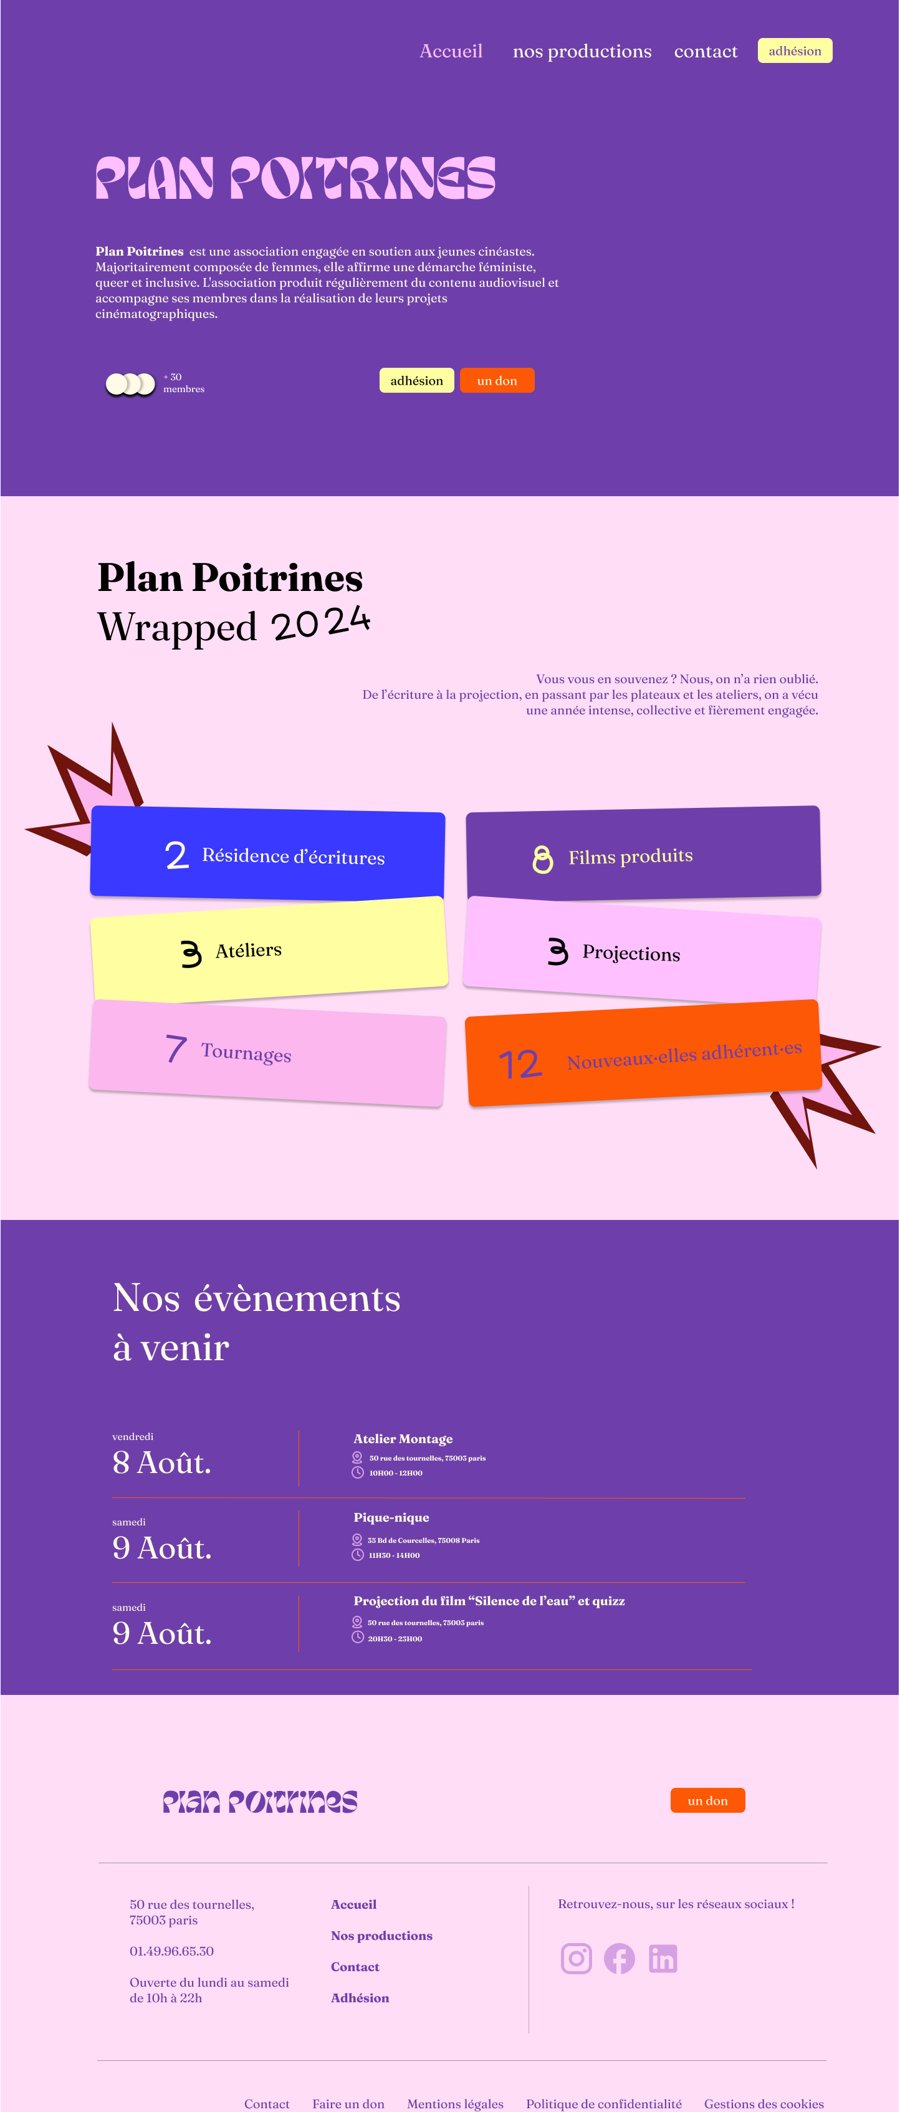 Accueil nos productions contact adhésion
PLAN POITRINES
Plan Poitrines est une association engagée en soutien aux jeunes cinéastes.
Majoritairement composée de femmes, elle affirme une démarche féministe,
queer et inclusive. L'association produit régulièrement du contenu audiovisuel et
accompagne ses membres dans la réalisation de leurs projets
cinématographiques.
+ 30
membres
adhésion un don
Plan Poitrines
Wrapped 2024
Vous vous en souvenez ? Nous, on n'a rien oublié.
De l'écriture à la projection, en passant par les plateaux et les ateliers, on a vécu
une année intense, collective et fièrement engagée.
2 Résidence d'écritures
8 Films produits
3 Atéliers
3 Projections
7 Tournages
12 Nouveaux·elles adhérent·es
Nos évènements
à venir
vendredi
8 Août.
Atelier Montage
50 rue des tournelles, 75003 paris
10H00 - 12H00
samedi
9 Août.
Pique-nique
35 Bd de Courcelles, 75008 Paris
11H30 - 14H00
samedi
9 Août.
Projection du film “Silence de l'eau” et quizz
50 rue des tournelles, 75003 paris
20H30 - 23H00
Plan Poitrines
un don
50 rue des tournelles,
75003 paris
01.49.96.65.30
Ouverte du lundi au samedi
de 10h à 22h
Accueil
Nos productions
Contact
Adhésion
Retrouvez-nous, sur les réseaux sociaux !
Contact Faire un don Mentions légales Politique de confidentialité Gestions des cookies